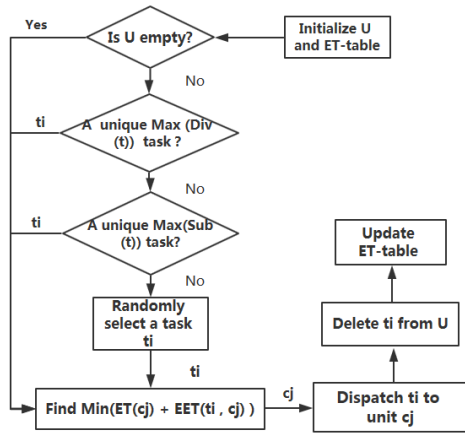 Yes
Is U empty?
Initialize U
and ET-table
No
ti
A unique Max (Div
(t)) task ?
No
ti
A unique Max(Sub
(t)) task?
No
Update
ET-table
Randomly
select a task
ti
Delete ti from U
ti
Find Min(ET(cj) + EET(ti , cj) )
cj
Dispatch ti to
unit cj